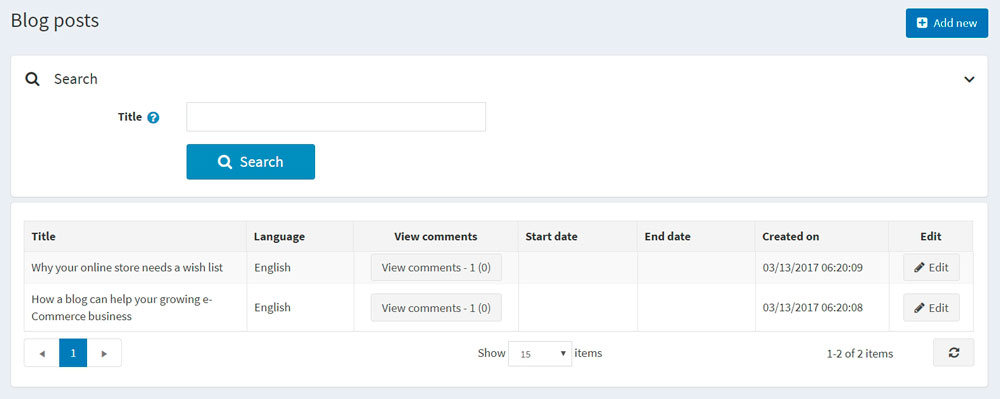 Blog posts
Add new
Search
Title
Search
Title Language View comments Start date End date Created on Edit
Why your online store needs a wish list English View comments - 1 (0) 03/13/2017 06:20:09 Edit
How a blog can help your growing e-
Commerce business English View comments - 1 (0) 03/13/2017 06:20:08 Edit
1 Show 15 items 1-2 of 2 items